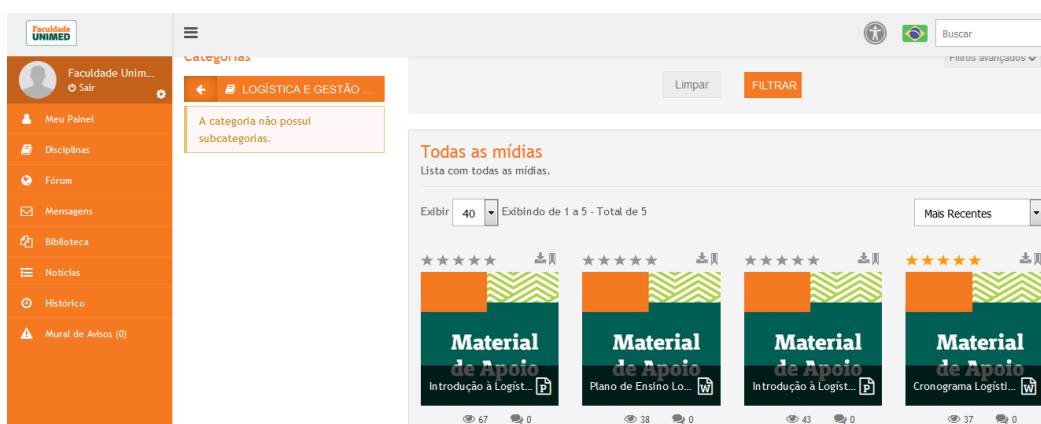 Faculdade
UNIMED
Buscar
Faculdade Unim...
Sair
Meu Painel
Disciplinas
Fórum
Mensagens
Biblioteca
Notícias
Histórico
Mural de Avisos (0)
Categorias
LOGÍSTICA E GESTÃO ...
A categoria não possui
subcategorias.
Filtros avançados
Limpar
FILTRAR
Todas as mídias
Lista com todas as mídias.
Exibir 40 Exibindo de 1 a 5 - Total de 5
Mais Recentes
Material
de Apoio
Introdução à Logíst... P
67 0
Material
de Apoio
Plano de Ensino Lo... W
38 0
Material
de Apoio
Introdução à Logíst... P
43 0
Material
de Apoio
Cronograma Logísti... W
37 0